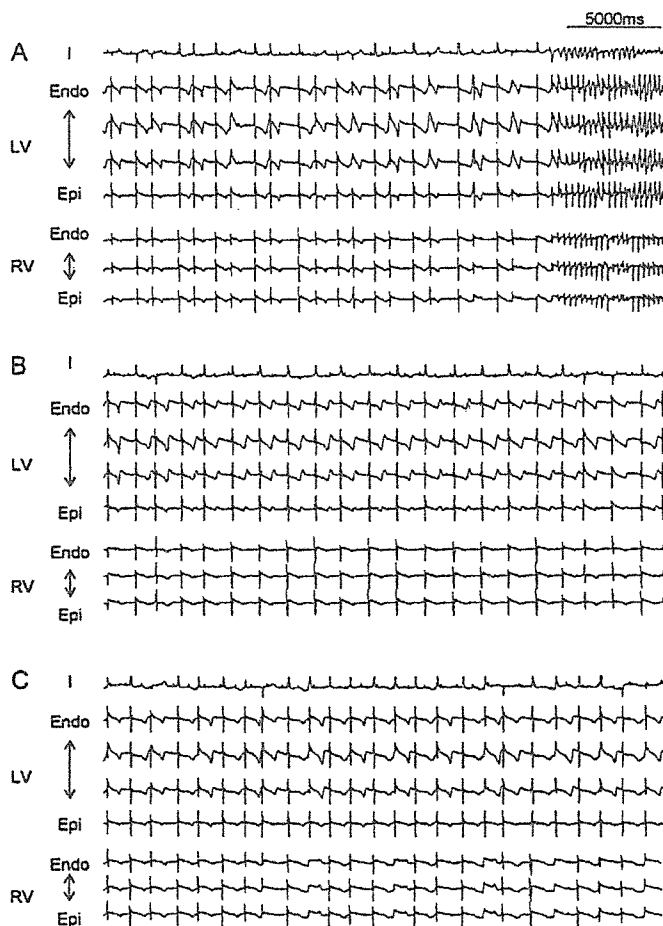 5000ms
A
I
Endo
LV
Epi
Endo
RV
Epi
B
I
Endo
LV
Epi
Endo
RV
Epi
C
I
Endo
LV
Epi
Endo
RV
Epi